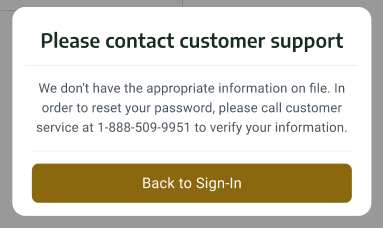 Please contact customer support
We don't have the appropriate information on file. In
order to reset your password, please call customer
service at 1-888-509-9951 to verify your information.
Back to Sign-In